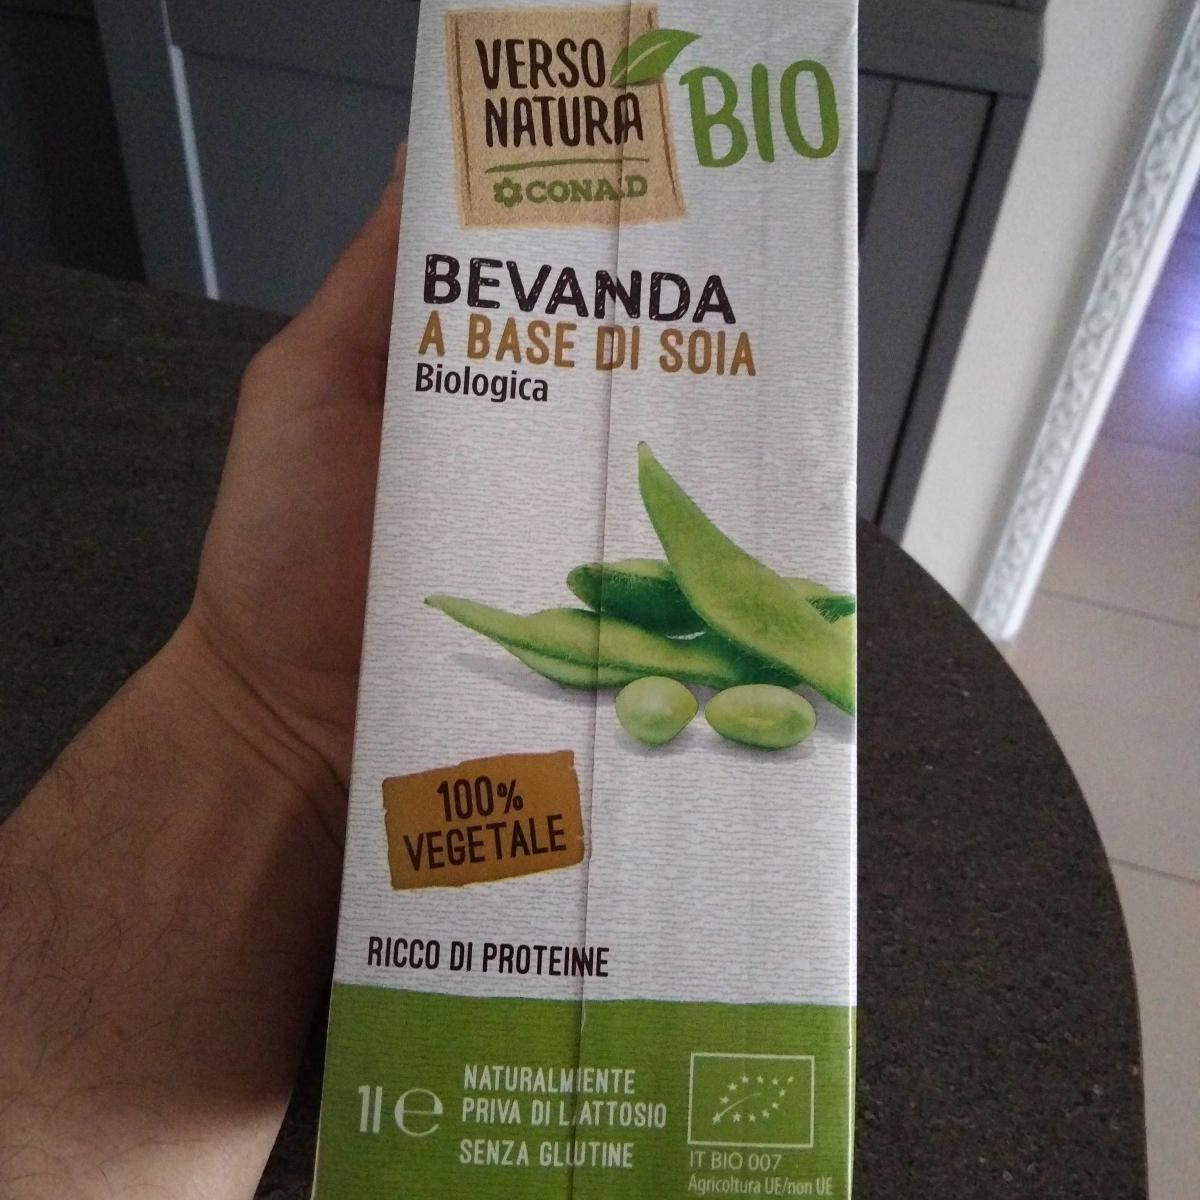 VERSO
NATURA
CONAD
BIO
BEVANDA
A BASE DI SOIA
Biologica
100%
VEGETALE
RICCO DI PROTEINE
1l e
NATURALMENTE
PRIVA DI LATTOSIO
SENZA GLUTINE
IT BIO 007
Agricoltura UE/non UE